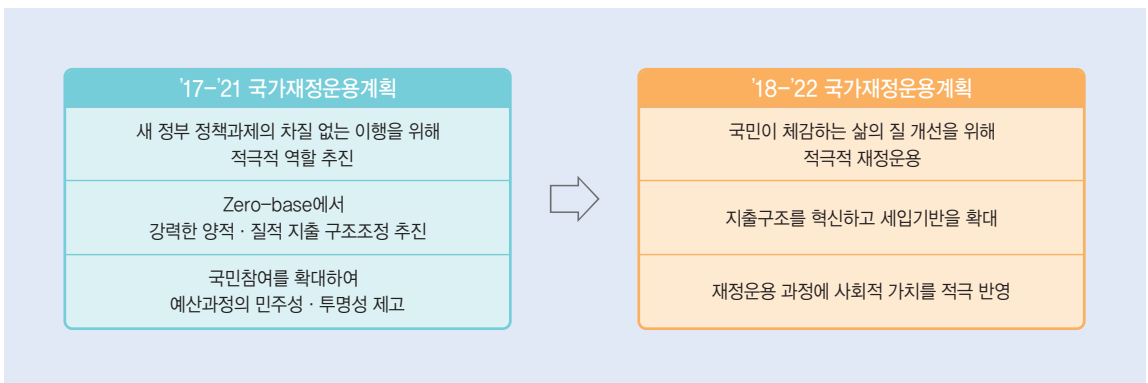 ’17-’21 국가재정운용계획
새 정부 정책과제의 차질 없는 이행을 위해
적극적 역할 추진
Zero-base에서
강력한 양적 · 질적 지출 구조조정 추진
국민참여를 확대하여
예산과정의 민주성 · 투명성 제고
’18-’22 국가재정운용계획
국민이 체감하는 삶의 질 개선을 위해
적극적 재정운용
지출구조를 혁신하고 세입기반을 확대
재정운용 과정에 사회적 가치를 적극 반영